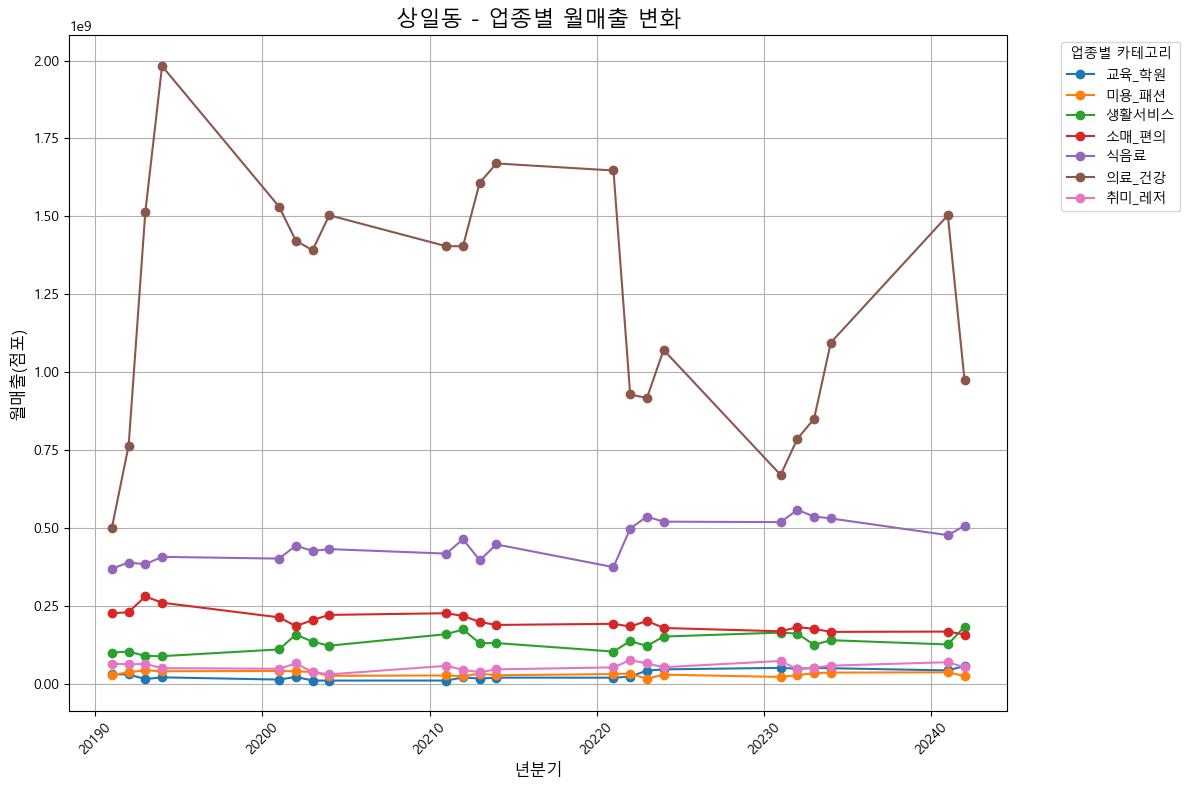 상일동 - 업종별 월매출 변화
1e9
2.00
1.75
1.50
1.25
1.00
0.75
0.50
0.25
0.00
월매출(점포)
20190
20200
20210
20220
20230
20240
년분기
업종별 카테고리
교육_학원
미용_패션
생활서비스
소매_편의
식음료
의료_건강
취미_레저